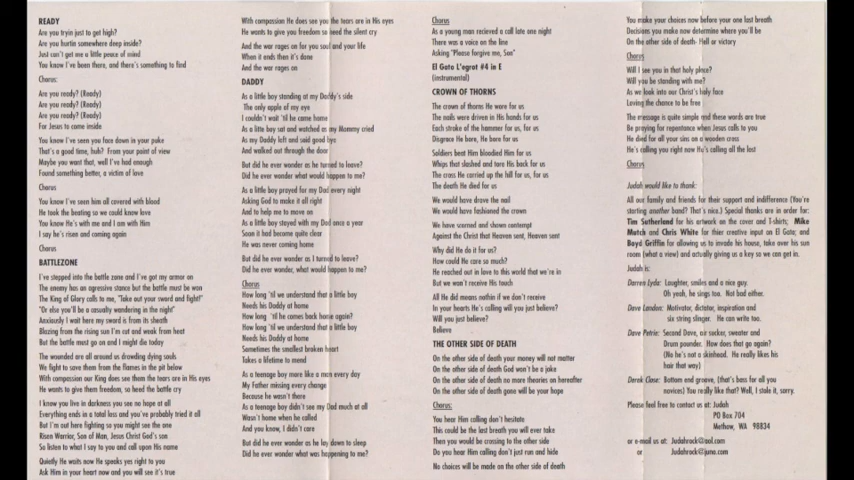 READY
Are you tryin just to get high?
Are you hurtin somewhere deep inside?
Just can't get me a little peace of mind
You know I've been there, and there's something to find
Chorus:
Are you ready? (Ready)
Are you ready? (Ready)
Are you ready? (Ready)
For Jesus to come inside
You know I've seen you face down in your puke
That's a good time, huh? From your point of view
Maybe you want that, well I've had enough
Found something better, a victim of love
Chorus
You know I've seen him all covered with blood
He took the beating so we could know love
You know He's with me and I am with Him
I say he's risen and coming again
Chorus
BATTLEZONE
I've stepped into the battle zone and I've got my armor on
The enemy has an agressive stance but the battle must be won
The King of Glory calls to me, "Take out your sword and fight!"
"Or else you'll be a casualty wandering in the night"
Anxiously I wait here my sword is from its sheath
Blazing from the rising sun I'm rut and weak from heat
But the battle must go on and I might die today
The wounded are all around us crowding dying souls
We fight to save them from the flames in the pit below
With compassion our King does see them the tears are in His eyes
He wants to give them freedom, so heed the battle cry
I know you live in darkness you see no hope at all
Everything ends in a total loss and you've probably tried it all
But I'm out here fighting so you might see the one
Risen Warrior, Son of Man, Jesus Christ God's son
So listen to what I say to you and call upon His name
Quietly He waits now He speaks yes right to you
Ask Him in your heart now and you will see it's true
With compassion He does see you the tears are in His eyes
He wants to give you freedom so heed the silent cry
And the war rages on for you soul and your life
When it ends then it's done
And the war rages on
DADDY
As a little boy standing at my Daddy's side
The only apple of my eye
I couldn't wait 'til he came home
As a little boy sat and watched as my Mommy cried
As my Daddy left and said good bye
And walked out through the door
But did he ever wonder as he turned to leave?
Did he ever wonder what would happen to me?
As a little boy prayed for my Dad every night
Asking God to make it all right
And to help me to move on
As a little boy stayed with my Dad once a year
Soon it had become quite clear
He was never coming home
But did he ever wonder as I turned to leave?
Did he ever wonder, what would happen to me?
Chorus
How long 'til we understand that a little boy
Needs his Daddy at home
How long 'til he comes back home again?
How long 'til we understand that a little boy
Needs his Daddy at home
Sometimes the smallest broken heart
Takes a lifetime to mend
As a teenage boy more like a man every day
My Father missing every change
Because he wasn't there
As a teenage boy didn't see my Dad much at all
Wasn't home when he called
And you know, I didn't care
But did he ever wonder as he lay down to sleep
Did he ever wonder what was happening to me?
Chorus
As a young man recieved a call late one night
There was a voice on the line
Asking "Please forgive me, Son"
El Gato L'egrot #4 in E
(instrumental)
CROWN OF THORNS
The crown of thorns He wore for us
The nails were driven in His hands for us
Each stroke of the hammer for us, for us
Disgrace He bore, He bore for us
Soldiers beat Him bloodied Him for us
Whips that slashed and tore His back for us
The cross He carried up the hill for us, for us
The death He died for us
We would have drove the nail
We would have fashioned the crown
We have scorned and shown contempt
Against the Christ that Heaven sent, Heaven sent
Why did He do it for us?
How could He care so much?
He reached out in love to this world that we're in
But we won't receive His touch
All He did means nothin if we don't receive
In your hearts He's calling will you just believe?
Will you just believe?
Believe
THE OTHER SIDE OF DEATH
On the other side of death your money will not matter
On the other side of death God won't be a joke
On the other side of death no more theories on hereafter
On the other side of death gone will be your hope
Chorus:
You hear Him calling don't hesitate
This could be the last breath you will ever take
Then you would be crossing to the other side
Do you hear Him calling don't just run and hide
No choices will be made on the other side of death
You make your choices now before your one last breath
Decisions you make now determine where you'll be
On the other side of death- Hell or victory
Chorus
Will I see you in that holy place?
Will you be standing with me?
As we look into our Christ's holy face
Loving the chance to be free
The message is quite simple and these words are true
Be praying for repentance when Jesus calls to you
He died for all your sins on a wooden cross
He's calling you right now He's calling all the lost
Chorus
Judah would like to thank:
All our family and friends for their support and indifference (You're
starting another band? That's nice.) Special thanks are in order for:
Tim Sutherland for his artwork on the cover and T-shirts; Mike
Match and Chris White for thier creative input on El Gato; and
Boyd Griffin for allowing us to invade his house, take over his sun
room (what a view) and actually giving us a key so we can get in.
Judah is:
Darren Lyda: Laughter, smiles and a nice guy.
Oh yeah, he sings too. Not bad either.
Dave London: Motivator, dictator, inspiration and
six string slinger. He can write too.
Dave Petrie: Second Dave, air sucker, sweater and
Drum pounder. How does that go again?
(No he's not a skinhead. He really likes his
hair that way)
Derek Clase: Bottom end groove, (that's bass for all you
novices) You really like that? Well, I stole it, sorry.
Please feel free to contact us at: Judah
PO Box 704
Methow, WA 98834
or e-mail us at: Judahrock@aol.com
or Judahrock@juno.com